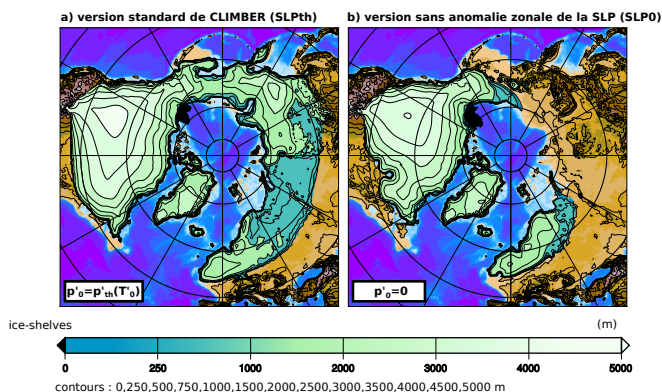 a) version standard de CLIMBER (SLPth)
b) version sans anomalie zonale de la SLP (SLP0)
p'0=p'th(T'0)
p'0=0
ice-shelves
(m)
0 250 1000 2000 3000 4000 5000
contours : 0,250,500,750,1000,1500,2000,2500,3000,3500,4000,4500,5000 m